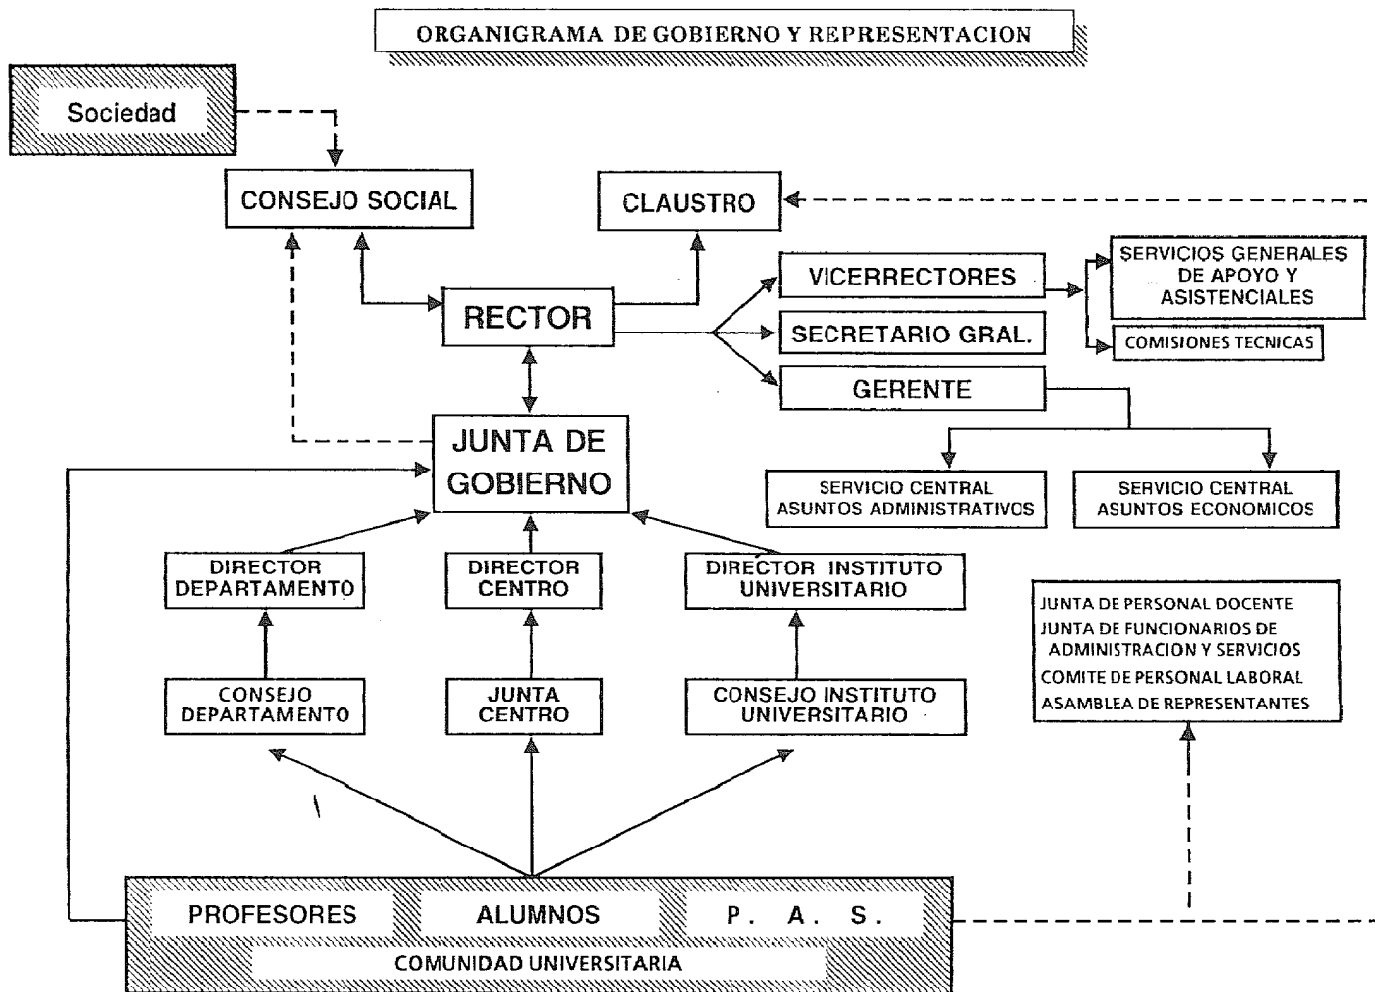 ORGANIGRAMA DE GOBIERNO Y REPRESENTACION
Sociedad
CONSEJO SOCIAL
CLAUSTRO
RECTOR
VICERRECTORES
SECRETARIO GRAL.
GERENTE
SERVICIOS GENERALES
DE APOYO Y
ASISTENCIALES
COMISIONES TECNICAS
JUNTA DE
GOBIERNO
SERVICIO CENTRAL
ASUNTOS ADMINISTRATIVOS
SERVICIO CENTRAL
ASUNTOS ECONOMICOS
DIRECTOR
DEPARTAMENTO
DIRECTOR
CENTRO
DIRECTOR INSTITUTO
UNIVERSITARIO
JUNTA DE PERSONAL DOCENTE
JUNTA DE FUNCIONARIOS DE
ADMINISTRACION Y SERVICIOS
COMITE DE PERSONAL LABORAL
ASAMBLEA DE REPRESENTANTES
CONSEJO
DEPARTAMENTO
JUNTA
CENTRO
CONSEJO INSTITUTO
UNIVERSITARIO
PROFESORES
ALUMNOS
P. A. S.
COMUNIDAD UNIVERSITARIA